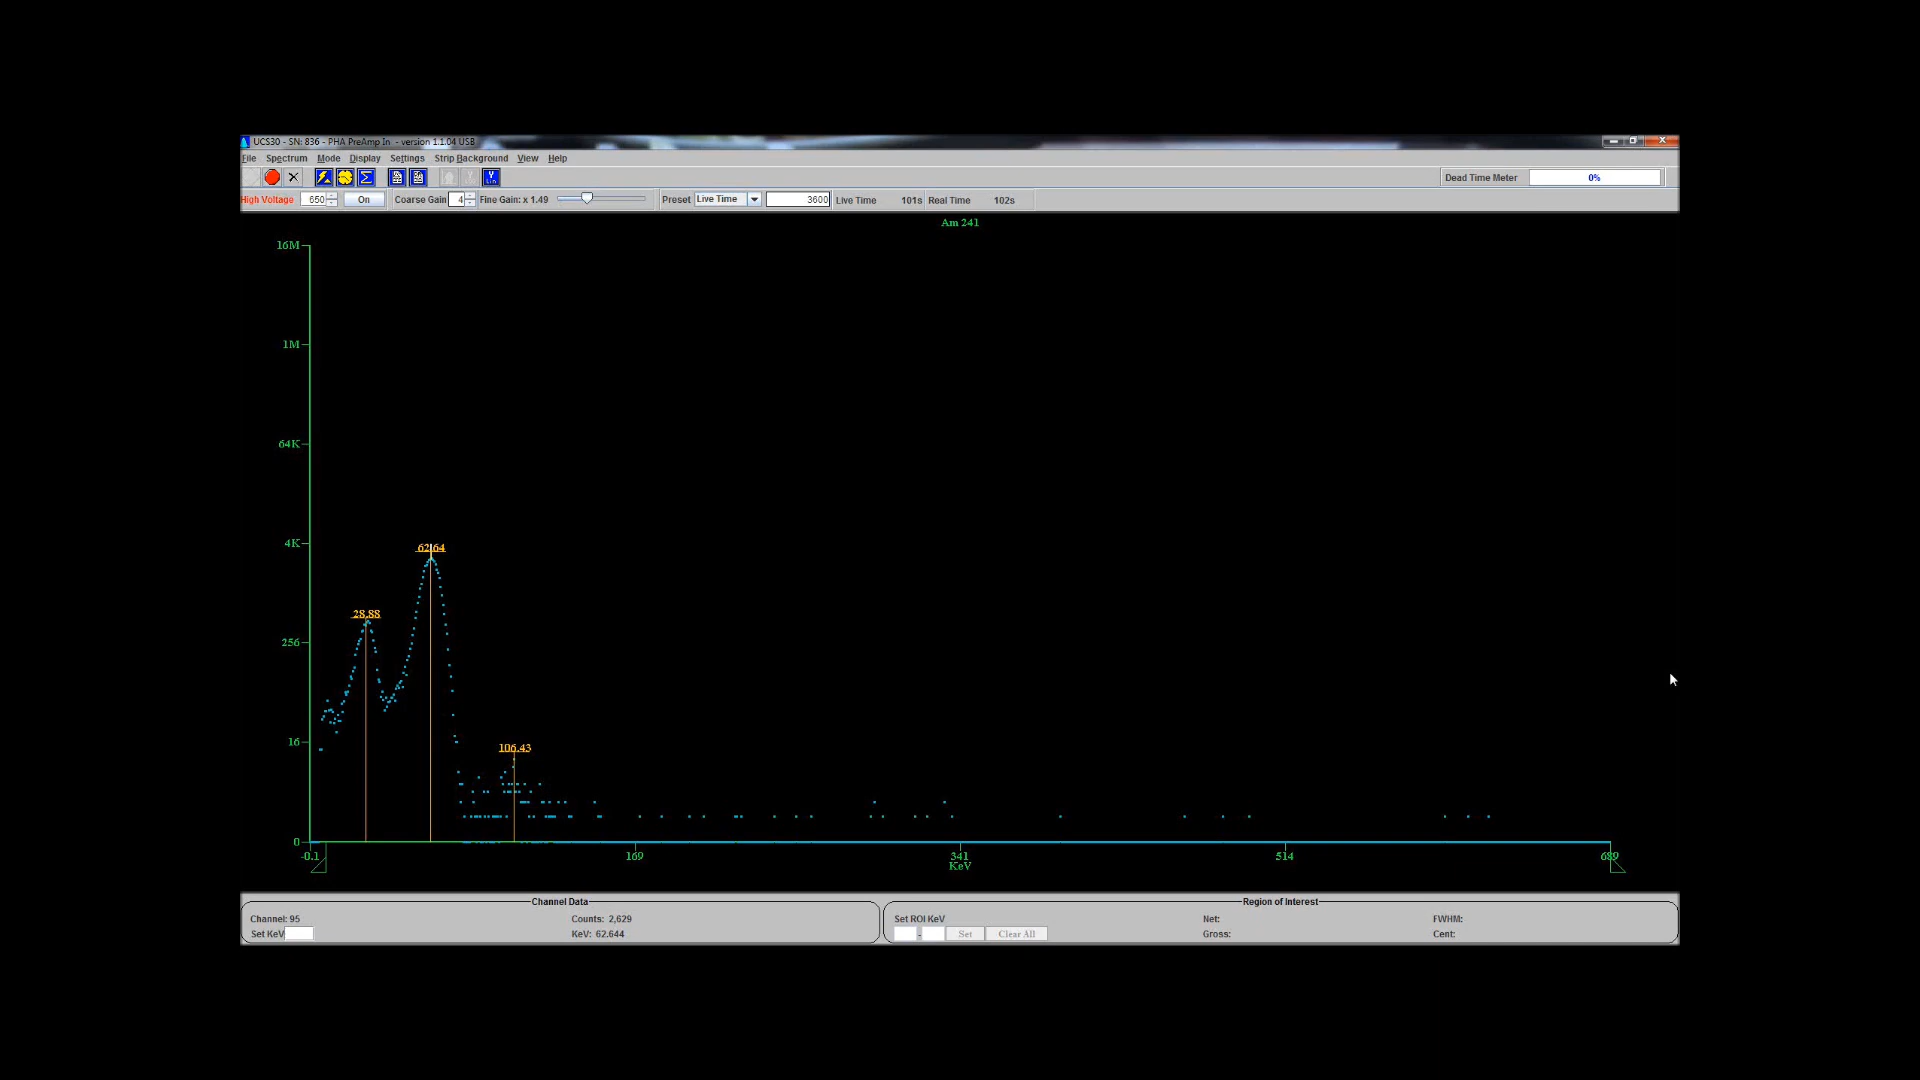 UCS30 - SN: 836 - PHA PreAmp In - version 1.1.04 USB
File Spectrum Mode Display Settings Strip Background View Help
Dead Time Meter 0%
High Voltage 650 On Coarse Gain 4 Fine Gain: x 1.49 Preset Live Time 3600 Live Time 101s Real Time 102s
Am 241
16M
1M
64K
4K
62.64
28.88
256
16
106.43
0
-0.1 169 341 514 689
KeV
Channel Data
Channel: 95 Counts: 2,629
Set KeV KeV: 62.644
Region of Interest
Set ROI KeV Net: FWHM:
- Set Clear All Gross: Cent: